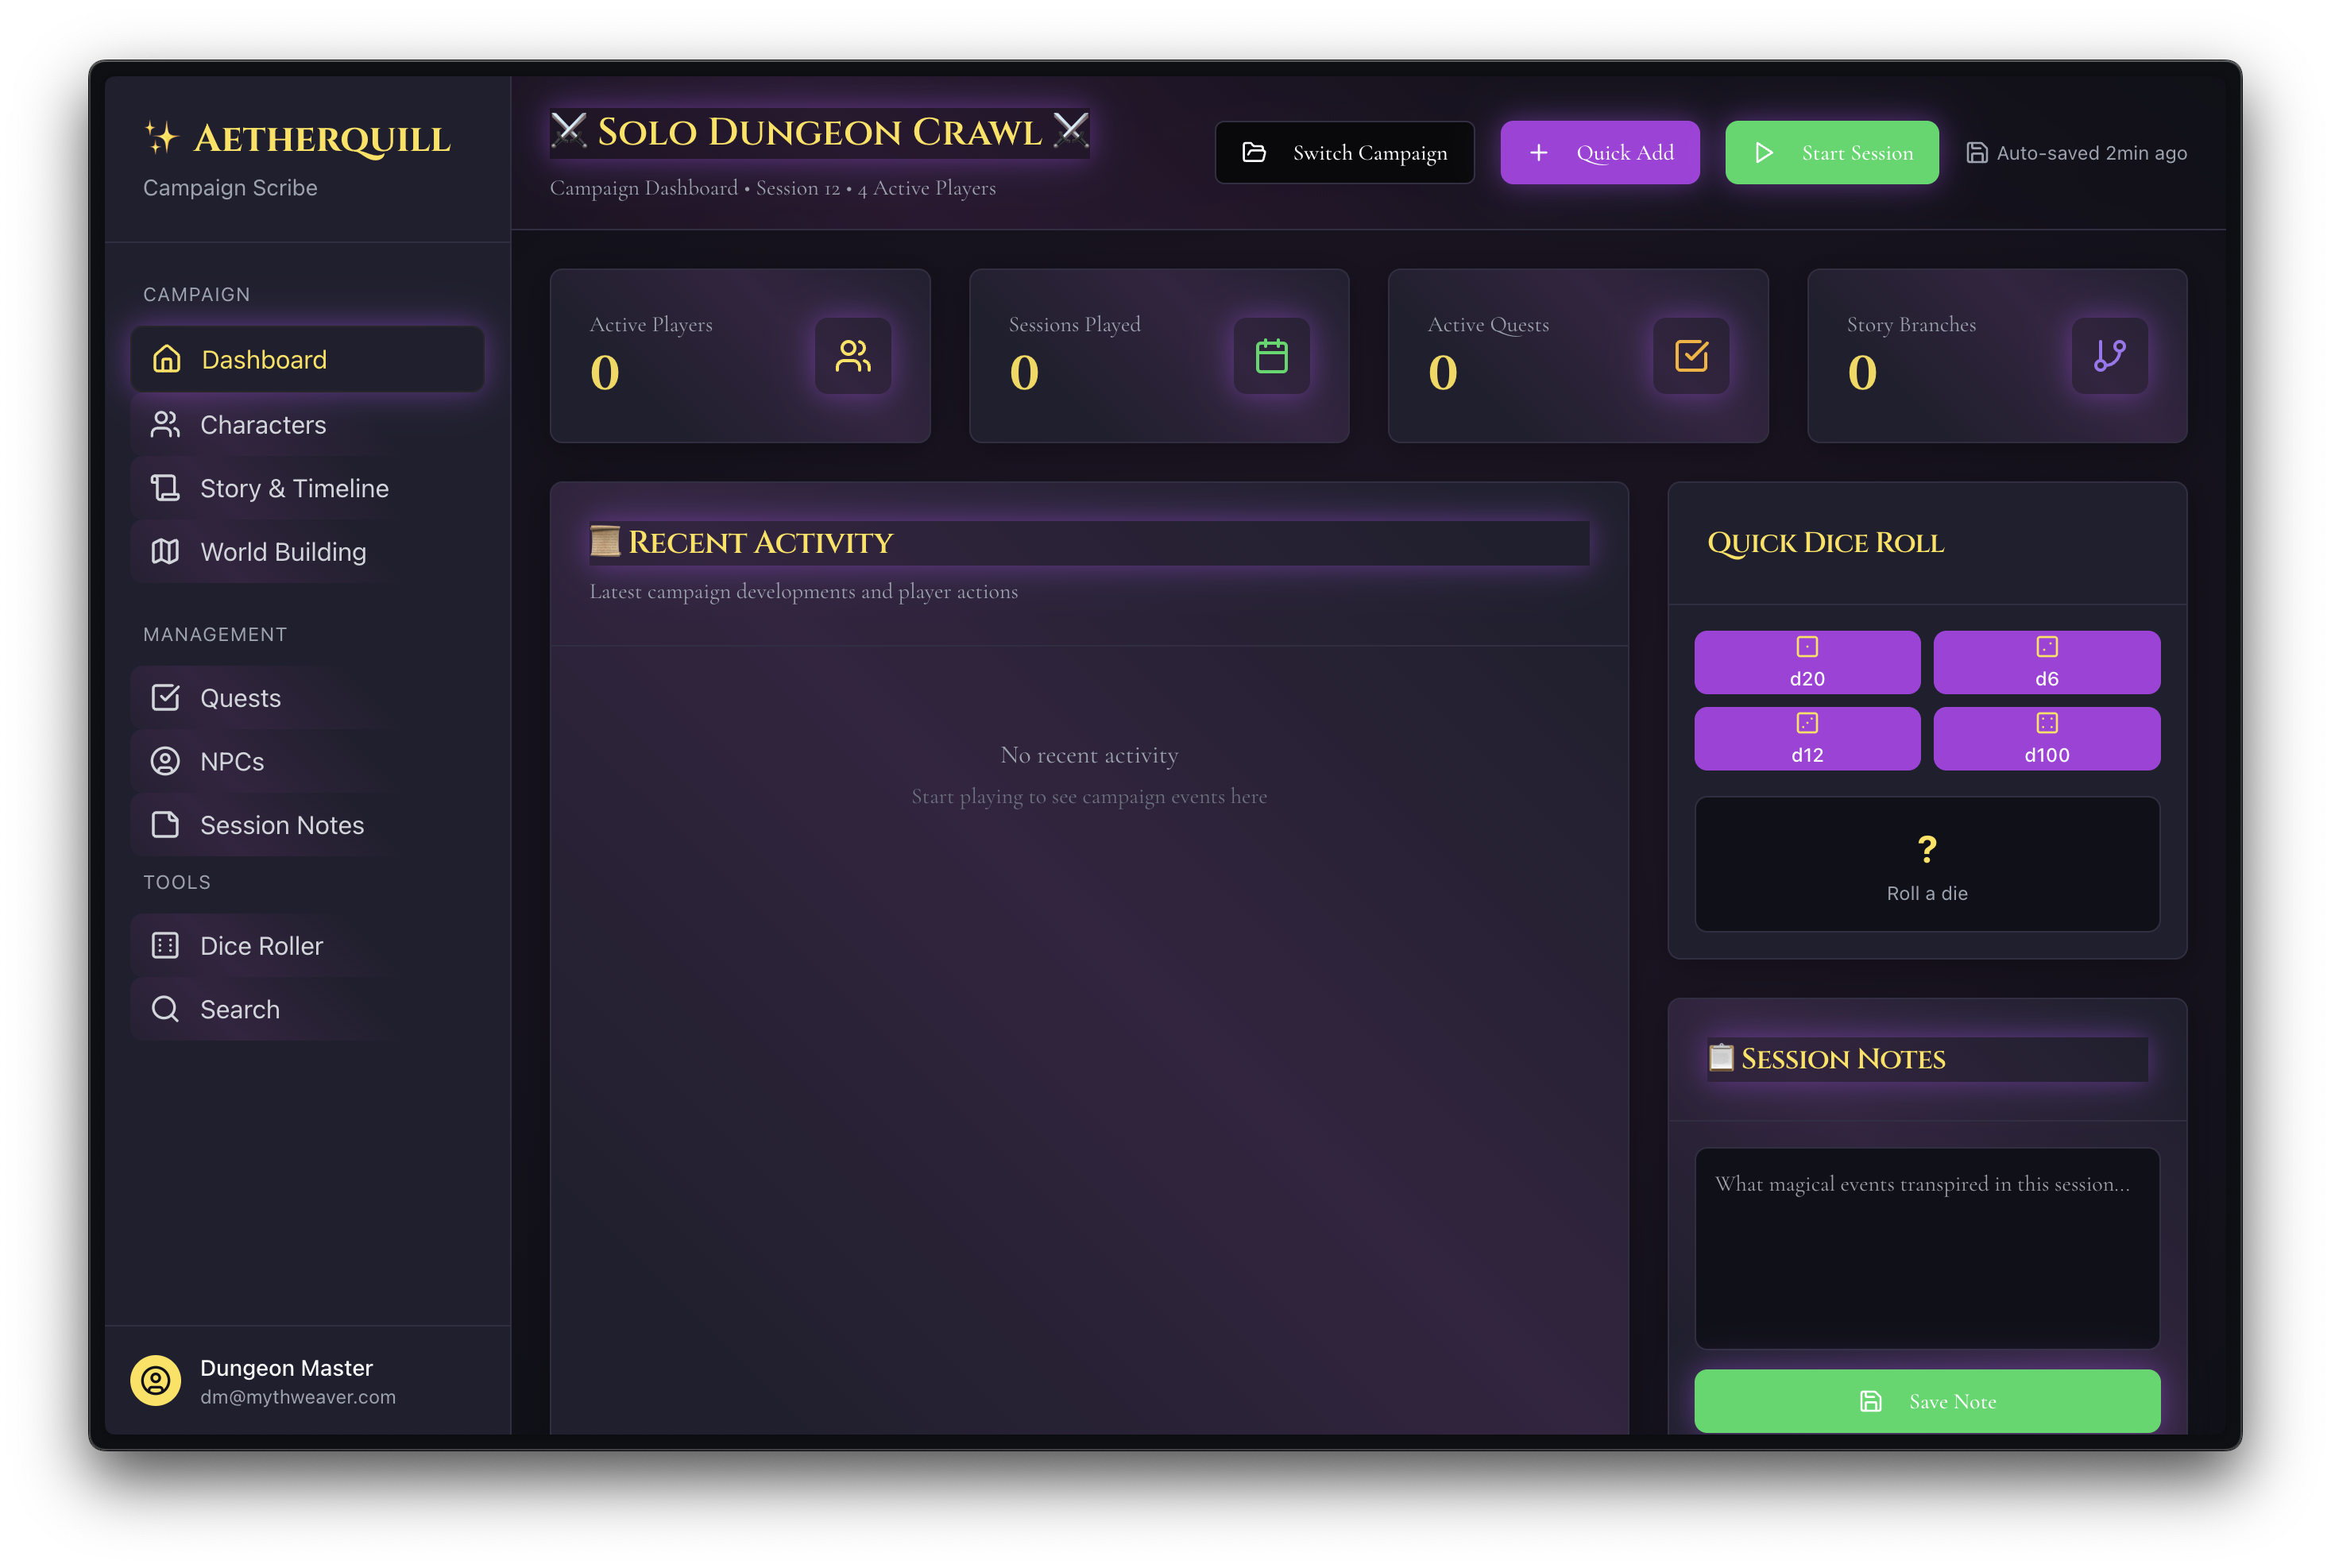 ✨ AETHERQUILL
Campaign Scribe
CAMPAIGN
Dashboard
Characters
Story & Timeline
World Building
MANAGEMENT
Quests
NPCs
Session Notes
TOOLS
Dice Roller
Search
Dungeon Master
dm@mythweaver.com
⚔️ Solo Dungeon Crawl ⚔️
Campaign Dashboard • Session 12 • 4 Active Players
Switch Campaign
Quick Add
Start Session
Auto-saved 2min ago
Active Players
0
Sessions Played
0
Active Quests
0
Story Branches
0
📜 Recent Activity
Latest campaign developments and player actions
No recent activity
Start playing to see campaign events here
Quick Dice Roll
d20
d6
d12
d100
?
Roll a die
📋 Session Notes
What magical events transpired in this session...
Save Note